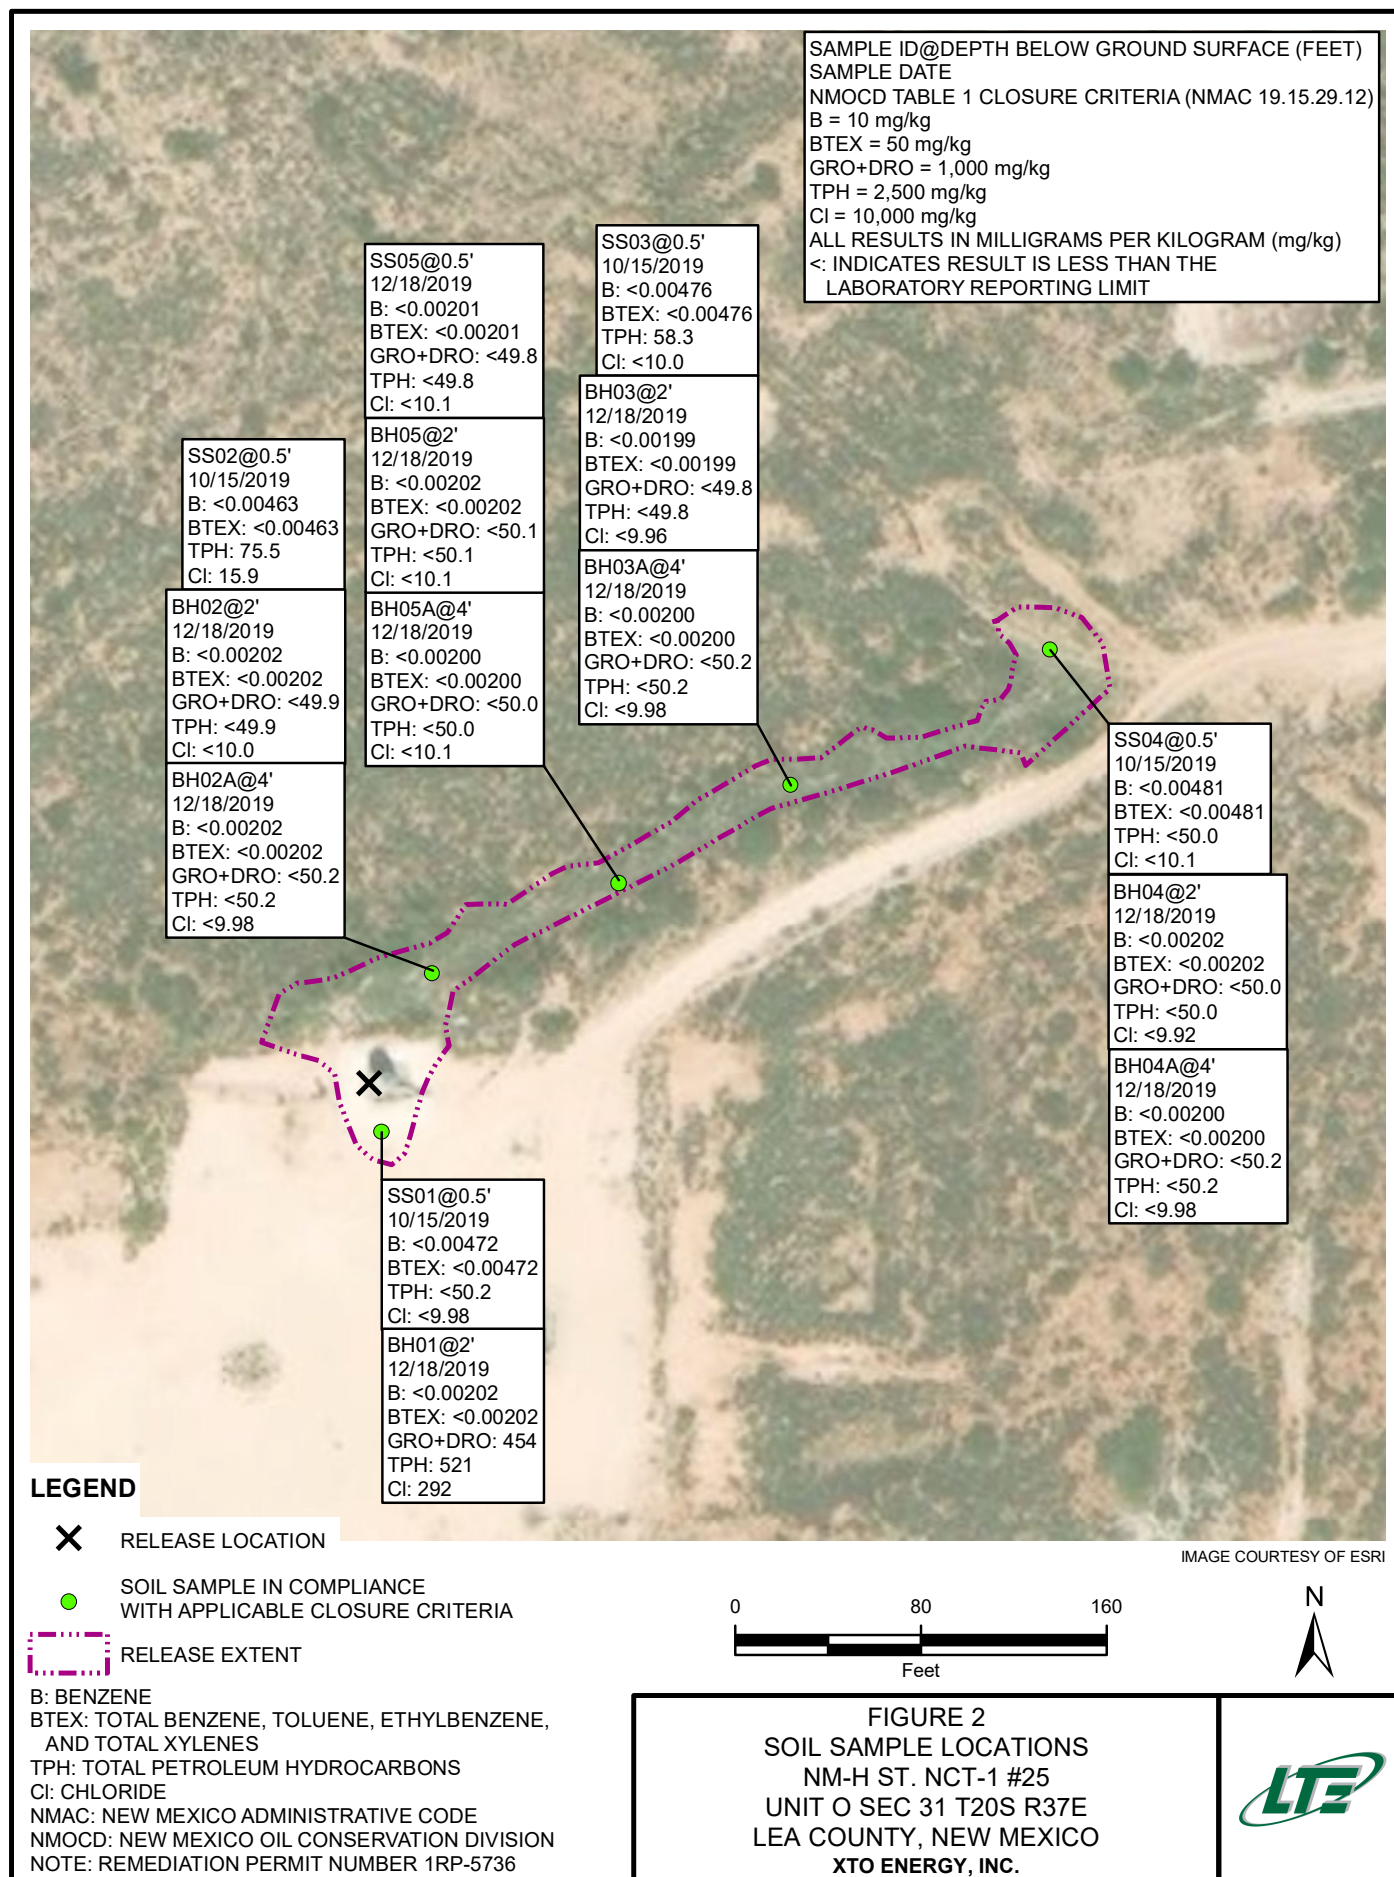 SAMPLE ID@DEPTH BELOW GROUND SURFACE (FEET)
SAMPLE DATE
NMOCD TABLE 1 CLOSURE CRITERIA (NMAC 19.15.29.12)
B = 10 mg/kg
BTEX = 50 mg/kg
GRO+DRO = 1,000 mg/kg
TPH = 2,500 mg/kg
Cl = 10,000 mg/kg
ALL RESULTS IN MILLIGRAMS PER KILOGRAM (mg/kg)
<: INDICATES RESULT IS LESS THAN THE
LABORATORY REPORTING LIMIT
SS03@0.5'
10/15/2019
B: <0.00476
BTEX: <0.00476
TPH: 58.3
Cl: <10.0
BH03@2'
12/18/2019
B: <0.00199
BTEX: <0.00199
GRO+DRO: <49.8
TPH: <49.8
Cl: <9.96
BH03A@4'
12/18/2019
B: <0.00200
BTEX: <0.00200
GRO+DRO: <50.2
TPH: <50.2
Cl: <9.98
SS05@0.5'
12/18/2019
B: <0.00201
BTEX: <0.00201
GRO+DRO: <49.8
TPH: <49.8
Cl: <10.1
BH05@2'
12/18/2019
B: <0.00202
BTEX: <0.00202
GRO+DRO: <50.1
TPH: <50.1
Cl: <10.1
BH05A@4'
12/18/2019
B: <0.00200
BTEX: <0.00200
GRO+DRO: <50.0
TPH: <50.0
Cl: <10.1
SS02@0.5'
10/15/2019
B: <0.00463
BTEX: <0.00463
TPH: 75.5
Cl: 15.9
BH02@2'
12/18/2019
B: <0.00202
BTEX: <0.00202
GRO+DRO: <49.9
TPH: <49.9
Cl: <10.0
BH02A@4'
12/18/2019
B: <0.00202
BTEX: <0.00202
GRO+DRO: <50.2
TPH: <50.2
Cl: <9.98
SS04@0.5'
10/15/2019
B: <0.00481
BTEX: <0.00481
TPH: <50.0
Cl: <10.1
BH04@2'
12/18/2019
B: <0.00202
BTEX: <0.00202
GRO+DRO: <50.0
TPH: <50.0
Cl: <9.92
BH04A@4'
12/18/2019
B: <0.00200
BTEX: <0.00200
GRO+DRO: <50.2
TPH: <50.2
Cl: <9.98
SS01@0.5'
10/15/2019
B: <0.00472
BTEX: <0.00472
TPH: <50.2
Cl: <9.98
BH01@2'
12/18/2019
B: <0.00202
BTEX: <0.00202
GRO+DRO: 454
TPH: 521
Cl: 292
LEGEND
RELEASE LOCATION
SOIL SAMPLE IN COMPLIANCE
WITH APPLICABLE CLOSURE CRITERIA
RELEASE EXTENT
B: BENZENE
BTEX: TOTAL BENZENE, TOLUENE, ETHYLBENZENE,
AND TOTAL XYLENES
TPH: TOTAL PETROLEUM HYDROCARBONS
Cl: CHLORIDE
NMAC: NEW MEXICO ADMINISTRATIVE CODE
NMOCD: NEW MEXICO OIL CONSERVATION DIVISION
NOTE: REMEDIATION PERMIT NUMBER 1RP-5736
IMAGE COURTESY OF ESRI
0 80 160
Feet
N
FIGURE 2
SOIL SAMPLE LOCATIONS
NM-H ST. NCT-1 #25
UNIT O SEC 31 T20S R37E
LEA COUNTY, NEW MEXICO
XTO ENERGY, INC.
LTE